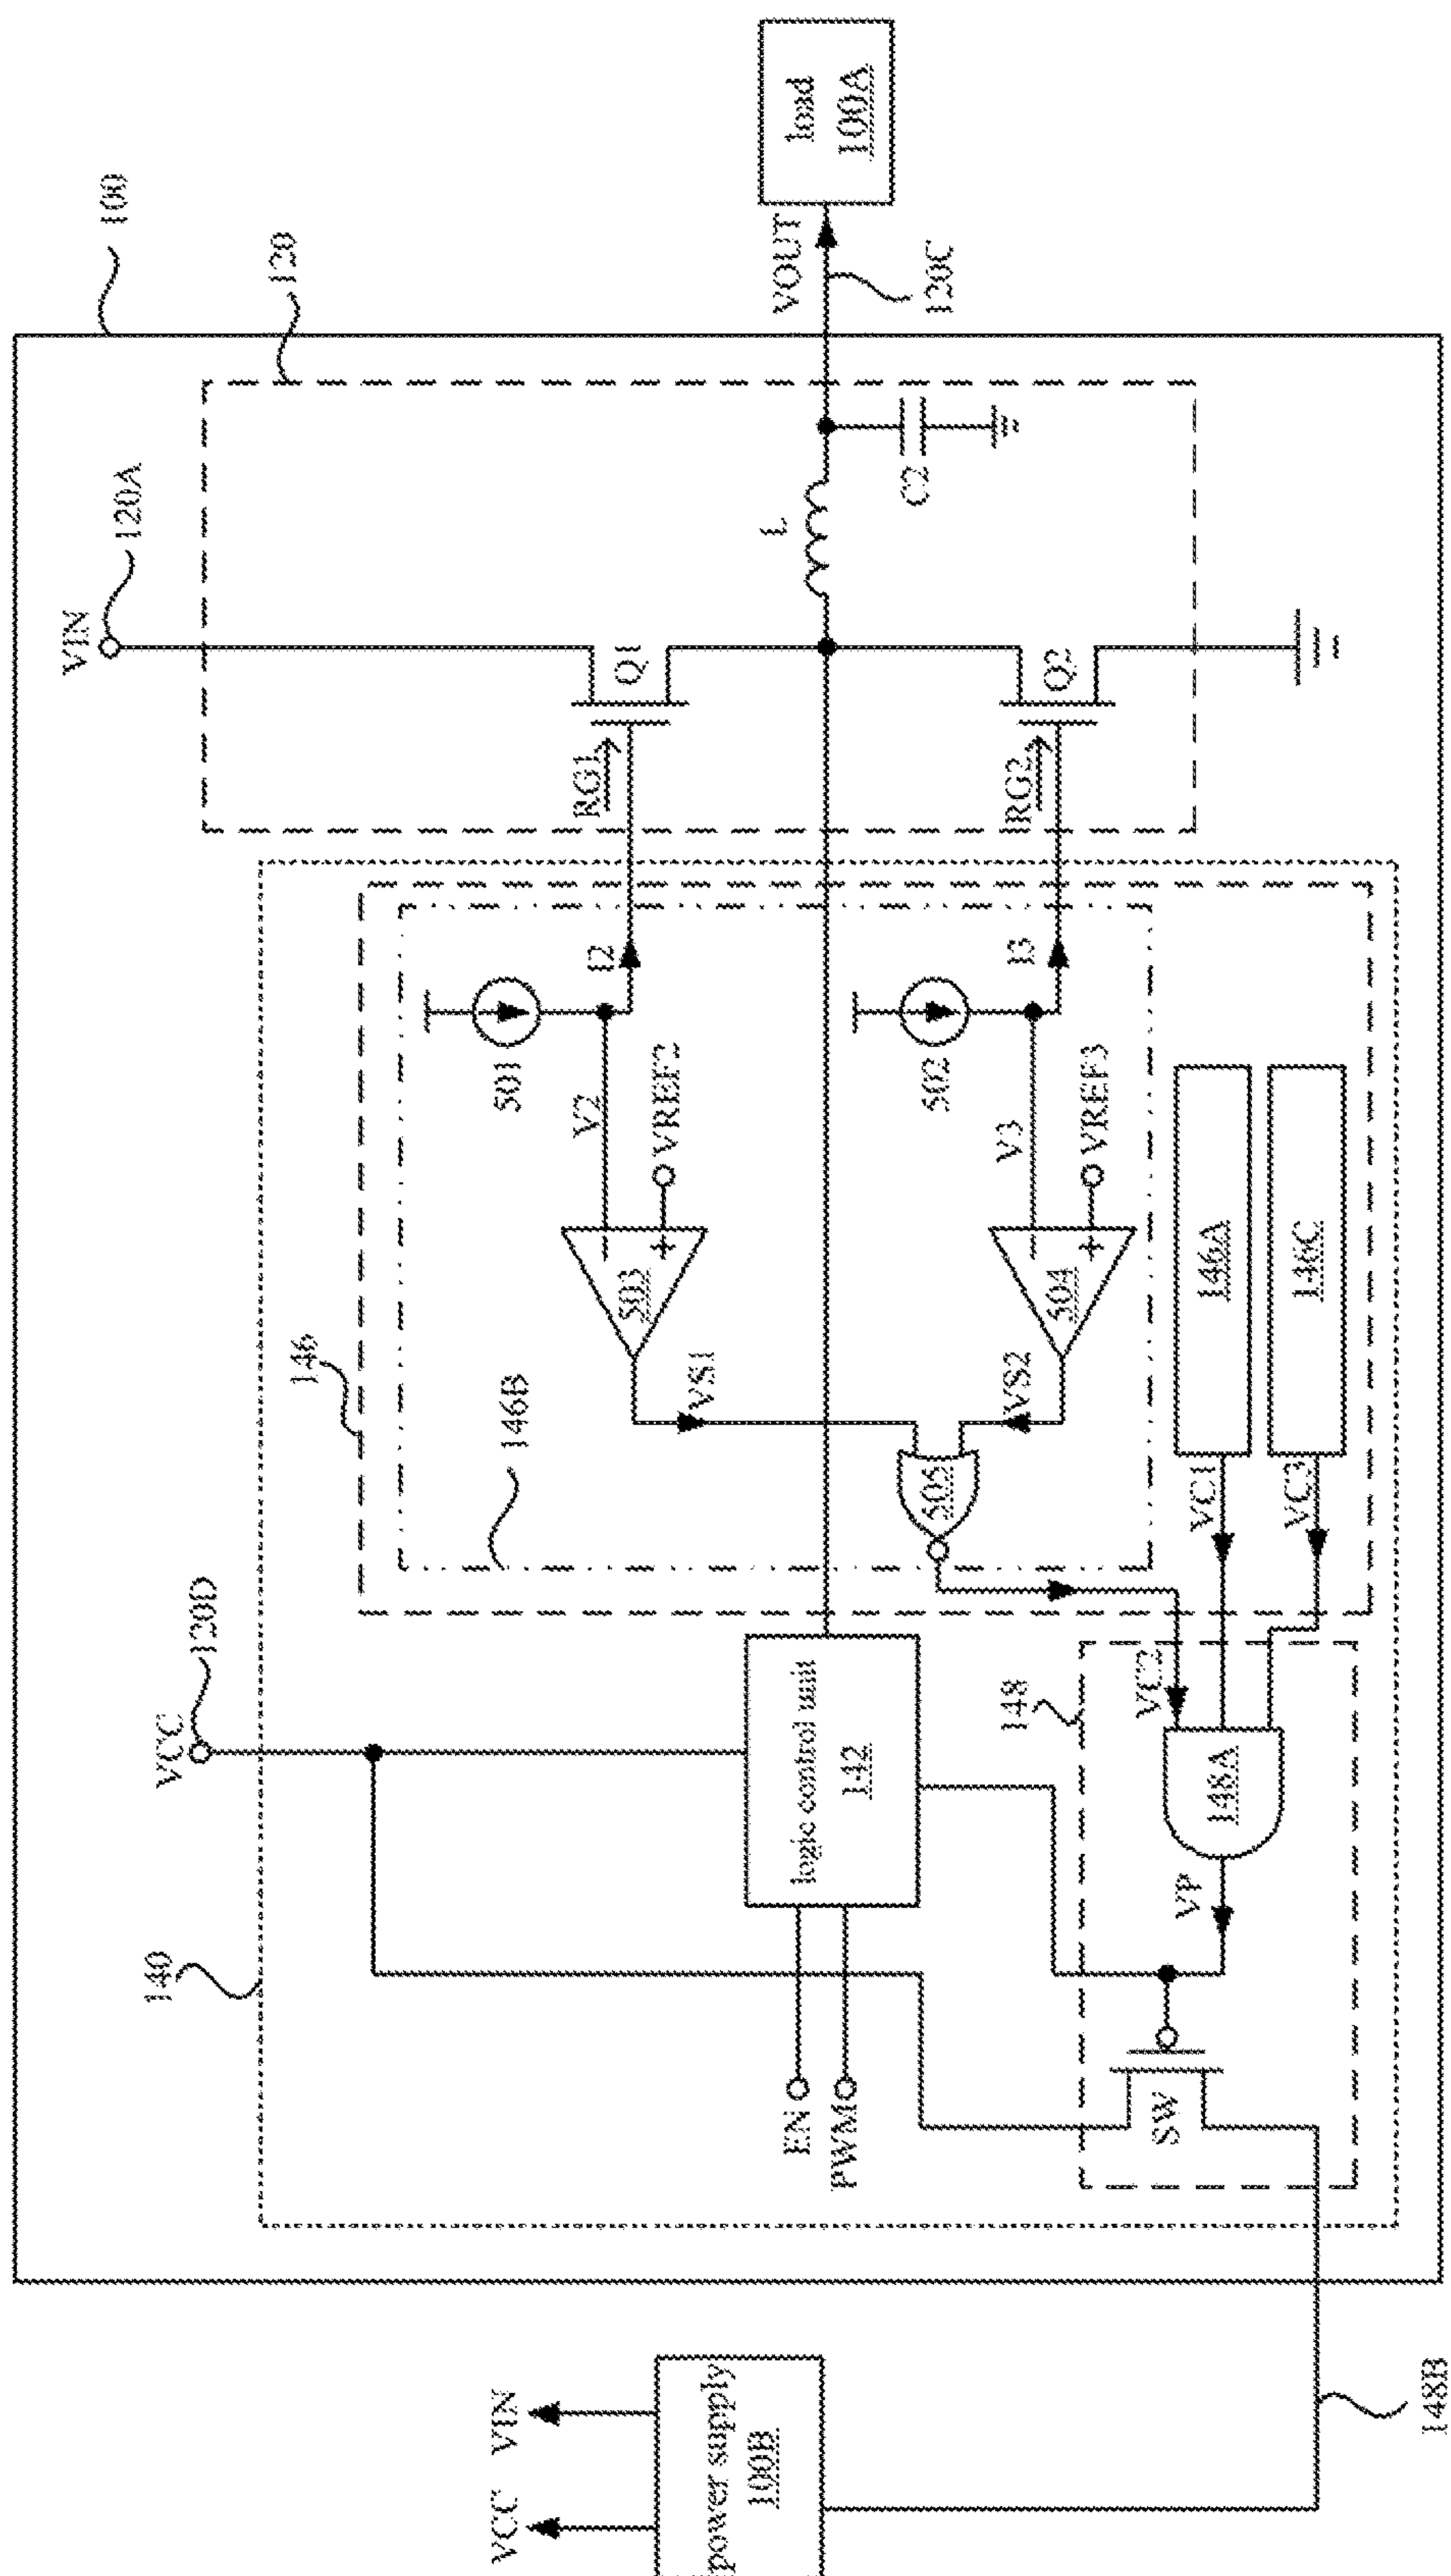 100
120
VIN
120A
load
100A
VOUT
120C
L
C2
Q1
Q2
RG1
RG2
146
146B
I2
501
V2
VREF2
503
VS1
I3
502
V3
VREF3
504
VS2
505
146A
146C
VC1
VC3
VC2
140
VCC
120D
logic control unit
142
148
148A
VP
EN
PWM
SW
VCC
VIN
power supply
100B
148B